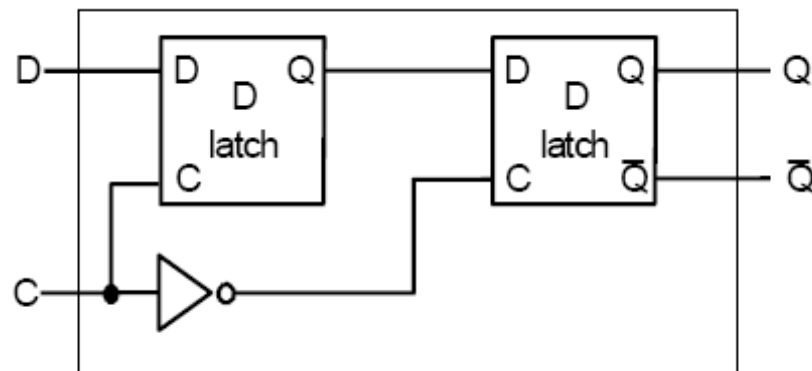 D D Q D Q Q
D D
latch latch
C C Q̅ Q̅
C